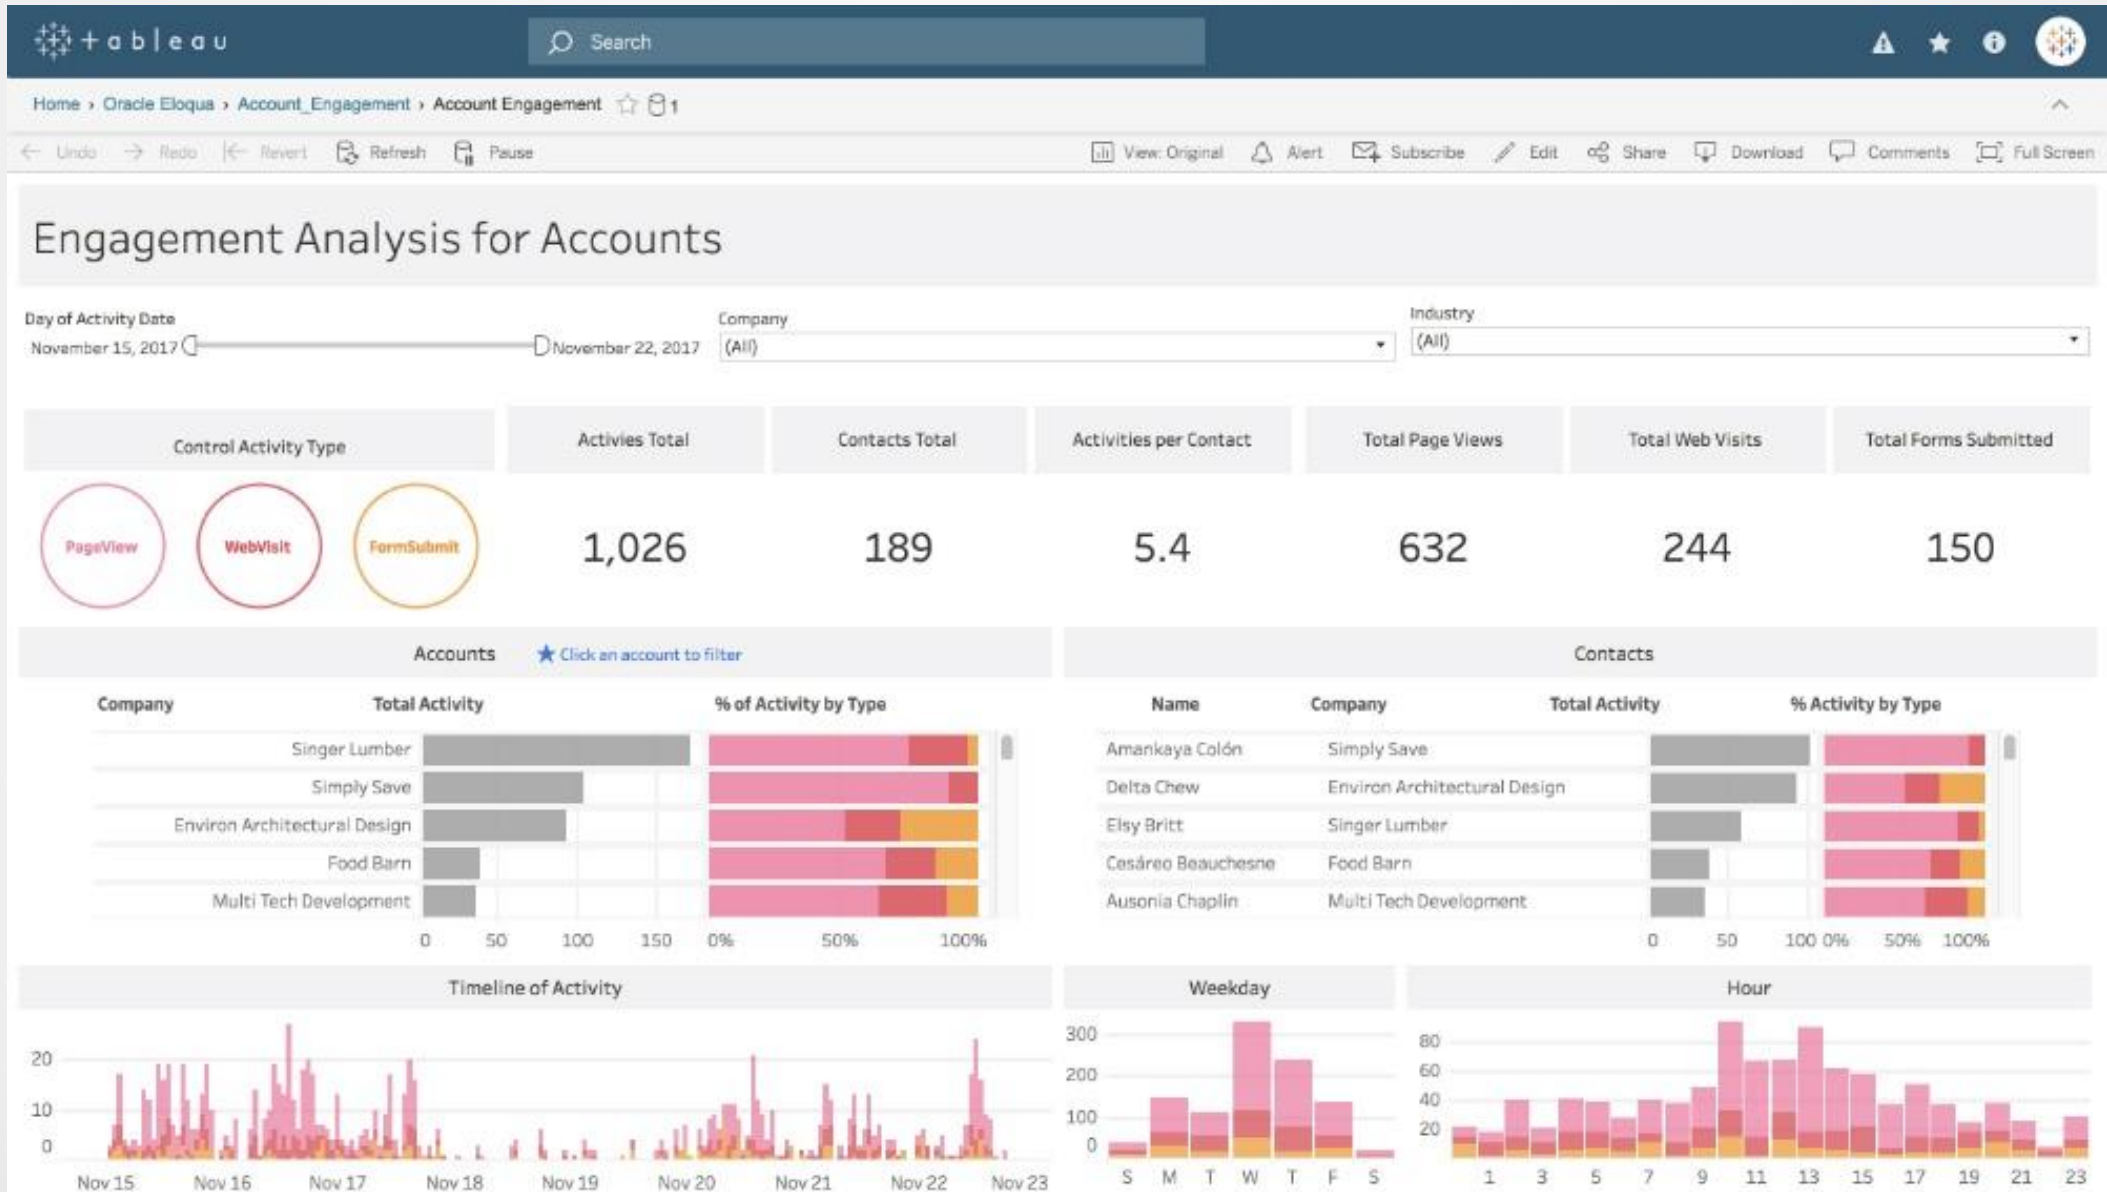 +ableau
Search
Home › Oracle Eloqua › Account_Engagement › Account Engagement 1
Undo Redo Revert Refresh Pause View: Original Alert Subscribe Edit Share Download Comments Full Screen
Engagement Analysis for Accounts
Day of Activity Date
November 15, 2017 November 22, 2017
Company
(All)
Industry
(All)
Control Activity Type
PageView WebVisit FormSubmit
Activies Total
1,026
Contacts Total
189
Activities per Contact
5.4
Total Page Views
632
Total Web Visits
244
Total Forms Submitted
150
Accounts Click an account to filter
Company Total Activity % of Activity by Type
Singer Lumber
Simply Save
Environ Architectural Design
Food Barn
Multi Tech Development
0 50 100 150 0% 50% 100%
Contacts
Name Company Total Activity % Activity by Type
Amankaya Colón Simply Save
Delta Chew Environ Architectural Design
Elsy Britt Singer Lumber
Cesáreo Beauchesne Food Barn
Ausonia Chaplin Multi Tech Development
0 50 100 0% 50% 100%
Timeline of Activity
20
10
0
Nov 15 Nov 16 Nov 17 Nov 18 Nov 19 Nov 20 Nov 21 Nov 22 Nov 23
Weekday
300
200
100
0
S M T W T F S
Hour
80
60
40
20
1 3 5 7 9 11 13 15 17 19 21 23